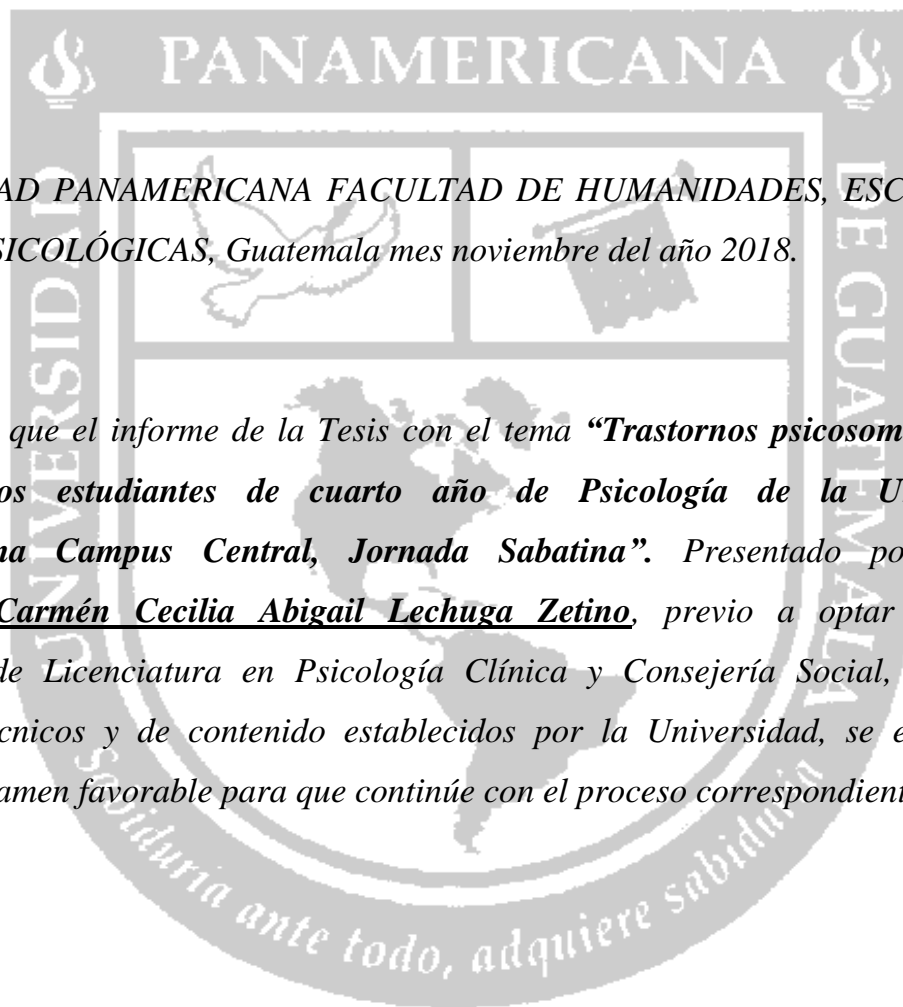 PANAMERICANA
UNIVERSIDAD
DE GUATEMALA
AD PANAMERICANA FACULTAD DE HUMANIDADES, ESC
SICOLÓGICAS, Guatemala mes noviembre del año 2018.
que el informe de la Tesis con el tema “Trastornos psicosom
os estudiantes de cuarto año de Psicología de la U
na Campus Central, Jornada Sabatina”. Presentado po
Carmén Cecilia Abigail Lechuga Zetino, previo a optar
de Licenciatura en Psicología Clínica y Consejería Social,
écnicos y de contenido establecidos por la Universidad, se e
amen favorable para que continúe con el proceso correspondient
Sabiduría ante todo, adquiere sabiduría